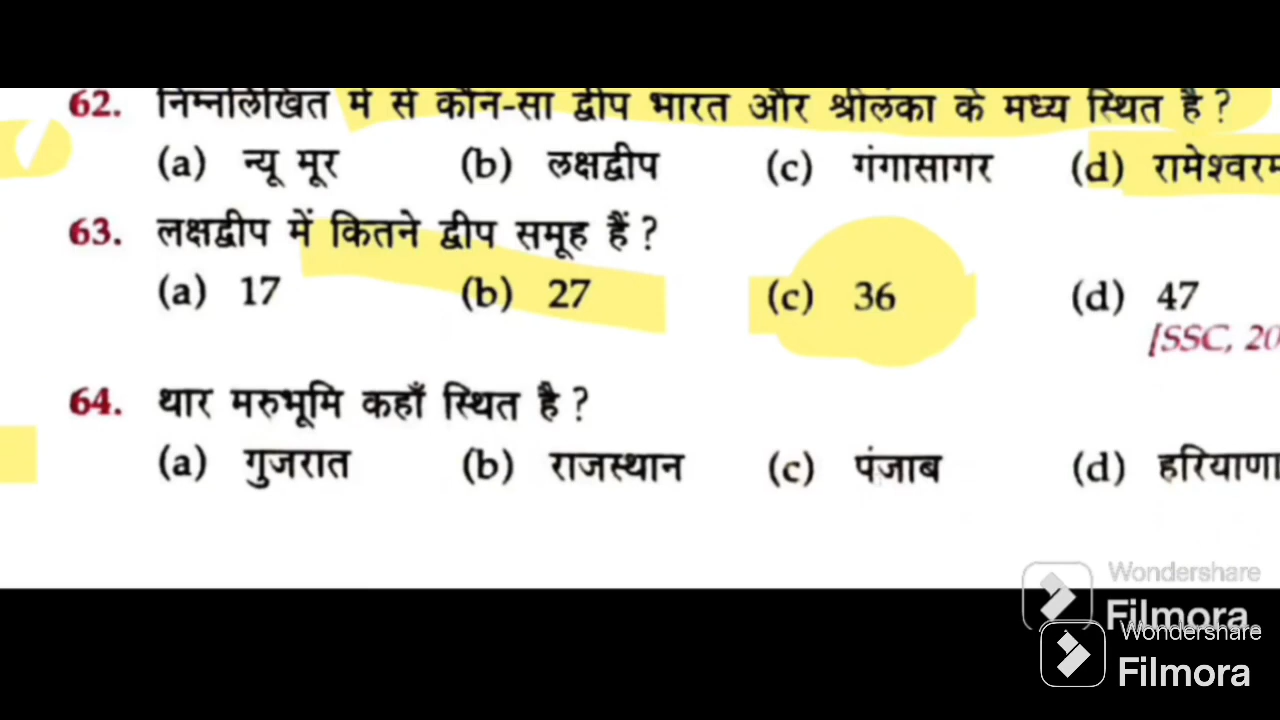 62. निम्नलिखित में से कौन-सा द्वीप भारत और श्रीलंका के मध्य स्थित है ?
(a) न्यू मूर (b) लक्षद्वीप (c) गंगासागर (d) रामेश्वरम
63. लक्षद्वीप में कितने द्वीप समूह हैं ?
(a) 17 (b) 27 (c) 36 (d) 47
[SSC, 20
64. थार मरुभूमि कहाँ स्थित है ?
(a) गुजरात (b) राजस्थान (c) पंजाब (d) हरियाणा
Wondershare
Filmora
Wondershare
Filmora